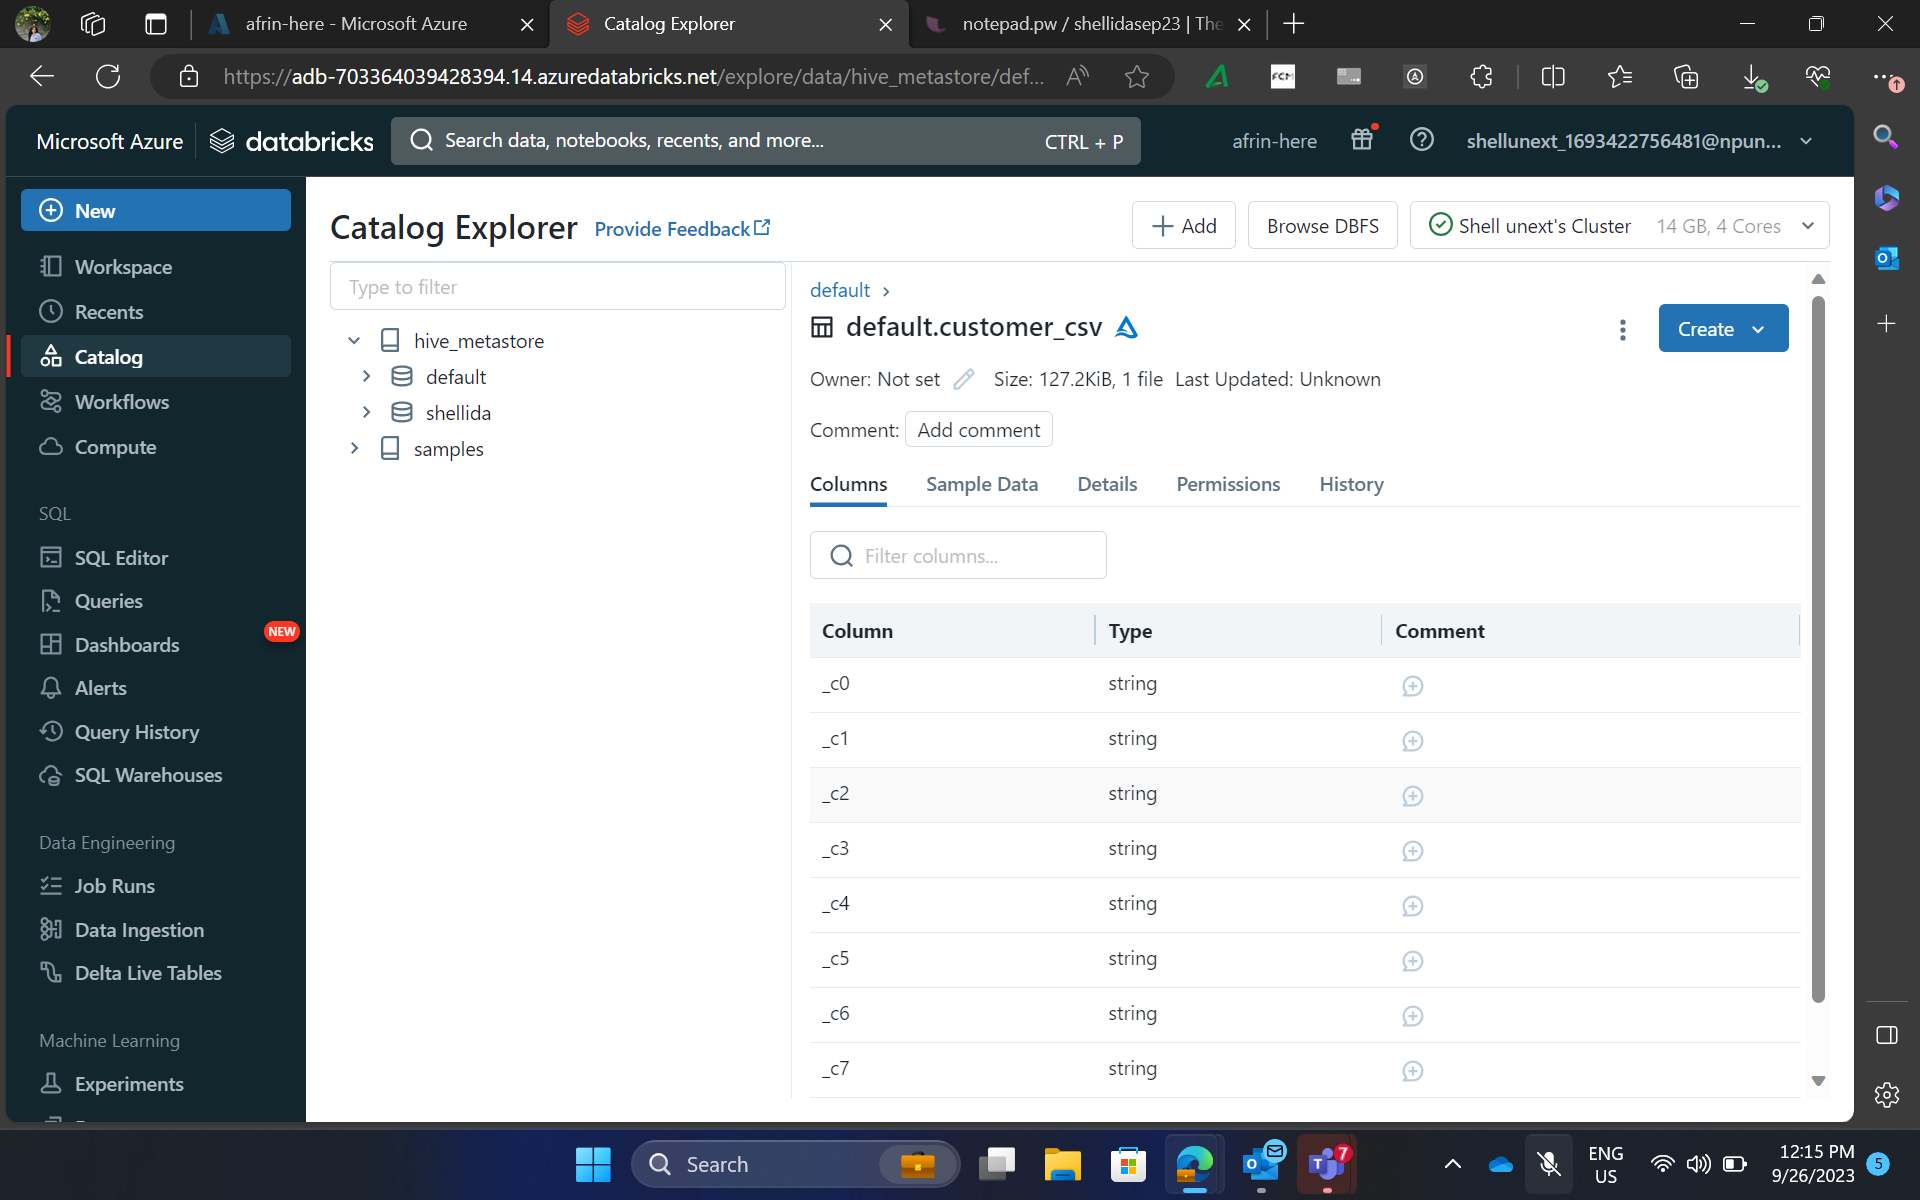 afrin-here - Microsoft Azure
Catalog Explorer
notepad.pw / shellidasep23 | The
https://adb-703364039428394.14.azuredatabricks.net/explore/data/hive_metastore/def...
FCM
Microsoft Azure
databricks
Search data, notebooks, recents, and more...
CTRL + P
afrin-here
shellunext_1693422756481@npun...
New
Workspace
Recents
Catalog
Workflows
Compute
SQL
SQL Editor
Queries
Dashboards
NEW
Alerts
Query History
SQL Warehouses
Data Engineering
Job Runs
Data Ingestion
Delta Live Tables
Machine Learning
Experiments
Catalog Explorer
Provide Feedback
Add
Browse DBFS
Shell unext's Cluster
14 GB, 4 Cores
Type to filter
hive_metastore
default
shellida
samples
default
default.customer_csv
Create
Owner: Not set
Size: 127.2KiB, 1 file Last Updated: Unknown
Comment: Add comment
Columns Sample Data Details Permissions History
Filter columns...
Column Type Comment
_c0 string
_c1 string
_c2 string
_c3 string
_c4 string
_c5 string
_c6 string
_c7 string
Search
7
ENG
US
12:15 PM
9/26/2023
5